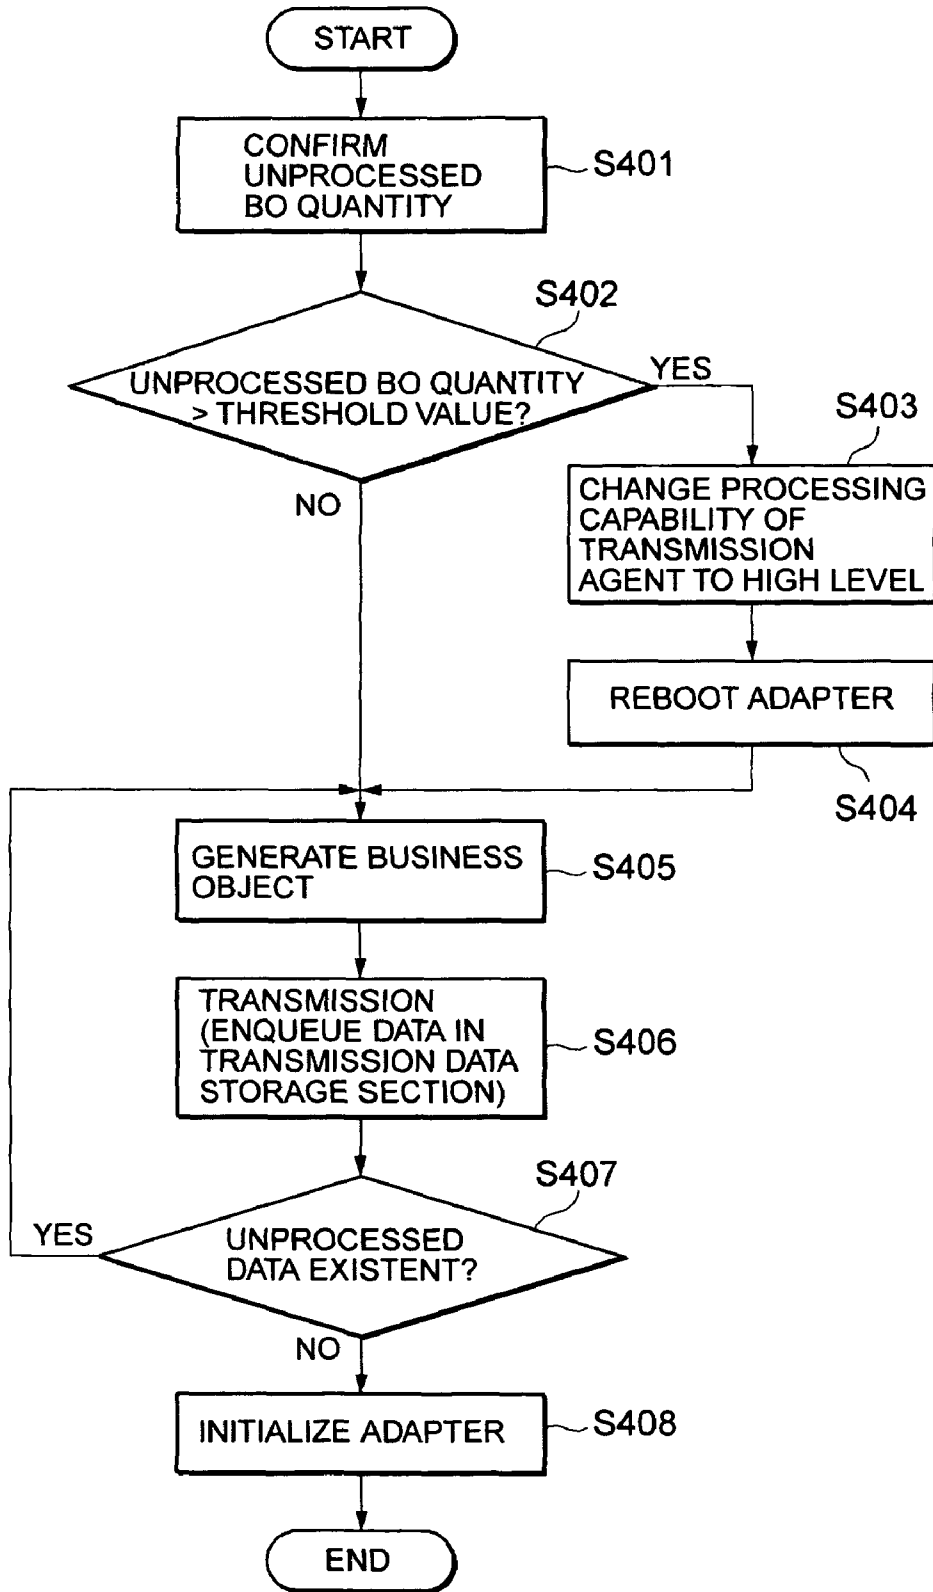 START
CONFIRM
UNPROCESSED
BO QUANTITY
S401
S402
UNPROCESSED BO QUANTITY
> THRESHOLD VALUE?
YES
NO
S403
CHANGE PROCESSING
CAPABILITY OF
TRANSMISSION
AGENT TO HIGH LEVEL
REBOOT ADAPTER
S404
GENERATE BUSINESS
OBJECT
S405
TRANSMISSION
(ENQUEUE DATA IN
TRANSMISSION DATA
STORAGE SECTION)
S406
S407
UNPROCESSED
DATA EXISTENT?
YES
NO
INITIALIZE ADAPTER
S408
END